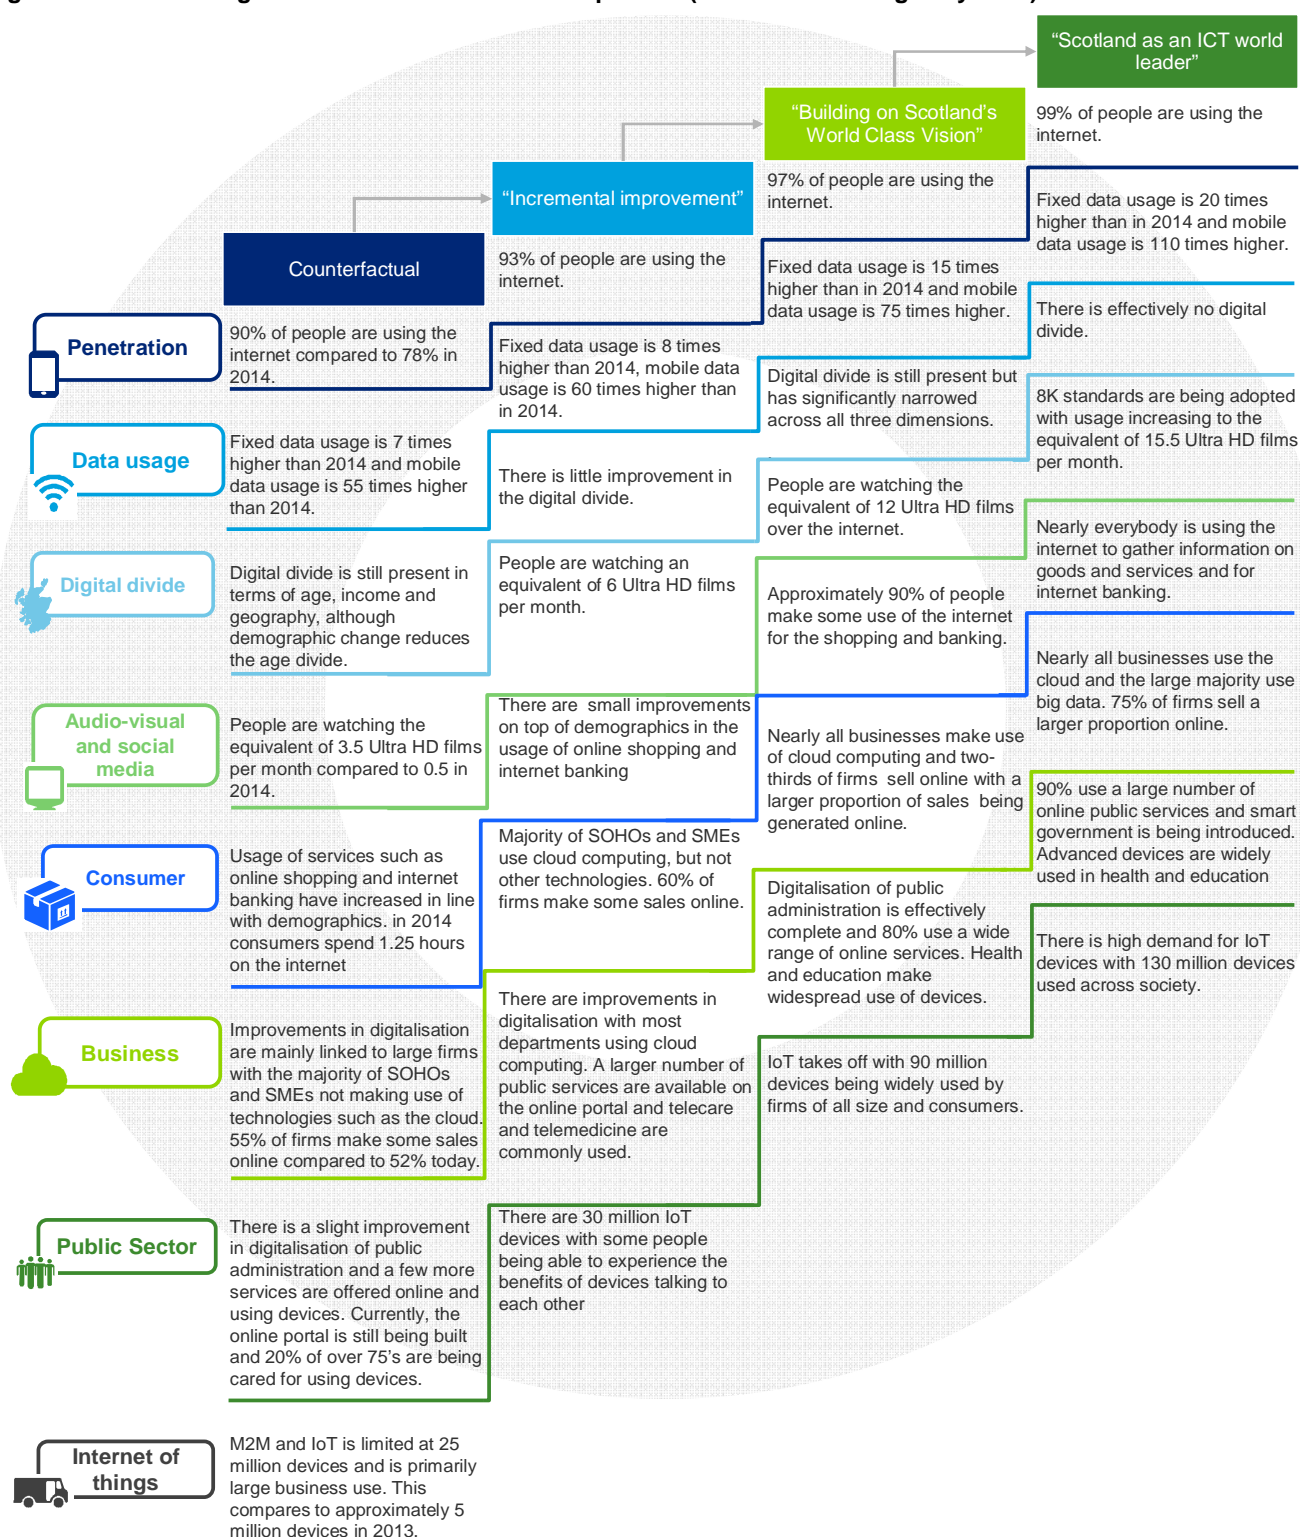 “Scotland as an ICT world
leader”
99% of people are using the
internet.
Fixed data usage is 20 times
higher than in 2014 and mobile
data usage is 110 times higher.
There is effectively no digital
divide.
8K standards are being adopted
with usage increasing to the
equivalent of 15.5 Ultra HD films
per month.
Nearly everybody is using the
internet to gather information on
goods and services and for
internet banking.
Nearly all businesses use the
cloud and the large majority use
big data. 75% of firms sell a
larger proportion online.
90% use a large number of
online public services and smart
government is being introduced.
Advanced devices are widely
used in health and education
There is high demand for IoT
devices with 130 million devices
used across society.
“Building on Scotland’s
World Class Vision”
97% of people are using the
internet.
Fixed data usage is 15 times
higher than in 2014 and mobile
data usage is 75 times higher.
Digital divide is still present but
has significantly narrowed
across all three dimensions.
.
People are watching the
equivalent of 12 Ultra HD films
over the internet.
Approximately 90% of people
make some use of the internet
for the shopping and banking.
Nearly all businesses make use
of cloud computing and two-
thirds of firms sell online with a
larger proportion of sales being
generated online.
Digitalisation of public
administration is effectively
complete and 80% use a wide
range of online services. Health
and education make
widespread use of devices.
IoT takes off with 90 million
devices being widely used by
firms of all size and consumers.
“Incremental improvement”
93% of people are using the
internet.
Fixed data usage is 8 times
higher than 2014, mobile data
usage is 60 times higher than
in 2014.
There is little improvement in
the digital divide.
People are watching an
equivalent of 6 Ultra HD films
per month.
There are small improvements
on top of demographics in the
usage of online shopping and
internet banking
Majority of SOHOs and SMEs
use cloud computing, but not
other technologies. 60% of
firms make some sales online.
There are improvements in
digitalisation with most
departments using cloud
computing. A larger number of
public services are available on
the online portal and telecare
and telemedicine are
commonly used.
There are 30 million IoT
devices with some people
being able to experience the
benefits of devices talking to
each other
Counterfactual
Penetration
90% of people are using the
internet compared to 78% in
2014.
Data usage
Fixed data usage is 7 times
higher than 2014 and mobile
data usage is 55 times higher
than 2014.
Digital divide
Digital divide is still present in
terms of age, income and
geography, although
demographic change reduces
the age divide.
Audio-visual
and social
media
People are watching the
equivalent of 3.5 Ultra HD films
per month compared to 0.5 in
2014.
Consumer
Usage of services such as
online shopping and internet
banking have increased in line
with demographics. in 2014
consumers spend 1.25 hours
on the internet
Business
Improvements in digitalisation
are mainly linked to large firms
with the majority of SOHOs
and SMEs not making use of
technologies such as the cloud.
55% of firms make some sales
online compared to 52% today.
Public Sector
There is a slight improvement
in digitalisation of public
administration and a few more
services are offered online and
using devices. Currently, the
online portal is still being built
and 20% of over 75’s are being
cared for using devices.
Internet of
things
M2M and IoT is limited at 25
million devices and is primarily
large business use. This
compares to approximately 5
million devices in 2013.